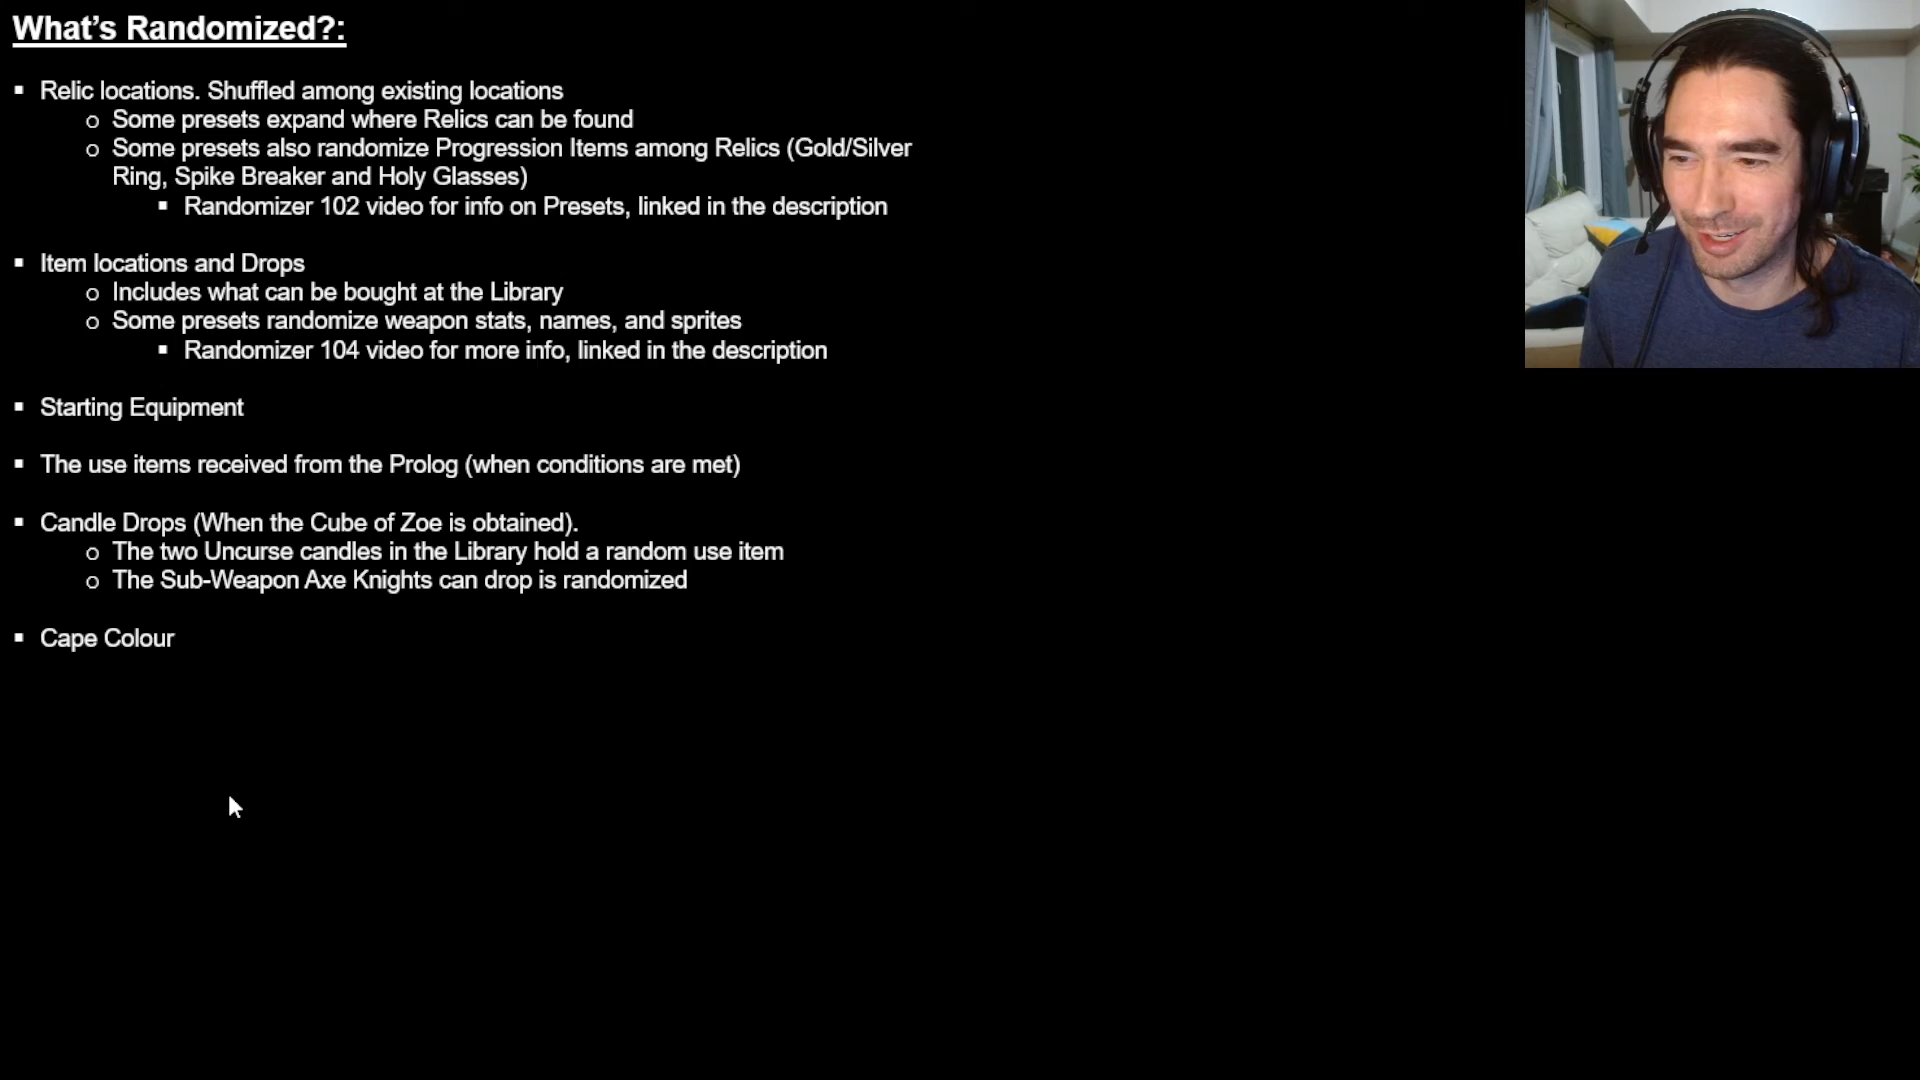 What's Randomized?:
▪ Relic locations. Shuffled among existing locations
o Some presets expand where Relics can be found
o Some presets also randomize Progression Items among Relics (Gold/Silver
Ring, Spike Breaker and Holy Glasses)
▪ Randomizer 102 video for info on Presets, linked in the description
▪ Item locations and Drops
o Includes what can be bought at the Library
o Some presets randomize weapon stats, names, and sprites
▪ Randomizer 104 video for more info, linked in the description
▪ Starting Equipment
▪ The use items received from the Prolog (when conditions are met)
▪ Candle Drops (When the Cube of Zoe is obtained).
o The two Uncurse candles in the Library hold a random use item
o The Sub-Weapon Axe Knights can drop is randomized
▪ Cape Colour